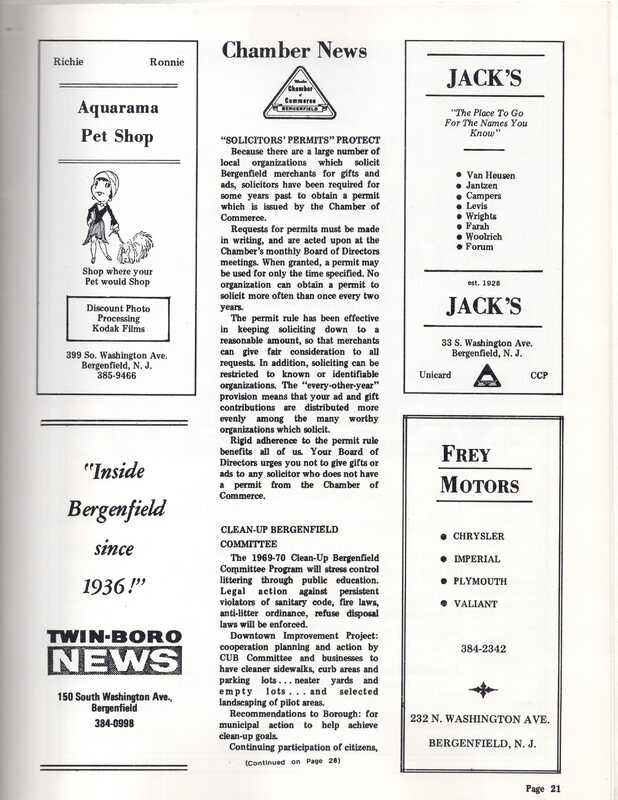 Richie Ronnie
Aquarama
Pet Shop
Shop where your
Pet would Shop
Discount Photo
Processing
Kodak Films
399 So. Washington Ave.
Bergenfield, N. J.
385-9466
"Inside
Bergenfield
since
1936!"
TWIN-BORO
NEWS
150 South Washington Ave.,
Bergenfield
384-0998
Chamber News
Member
Chamber
of
Commerce
BERGENFIELD
"SOLICITORS' PERMITS" PROTECT
Because there are a large number of
local organizations which solicit
Bergenfield merchants for gifts and
ads, solicitors have been required for
some years past to obtain a permit
which is issued by the Chamber of
Commerce.
Requests for permits must be made
in writing, and are acted upon at the
Chamber's monthly Board of Directors
meetings. When granted, a permit may
be used for only the time specified. No
organization can obtain a permit to
solicit more often than once every two
years.
The permit rule has been effective
in keeping soliciting down to a
reasonable amount, so that merchants
can give fair consideration to all
requests. In addition, soliciting can be
restricted to known or identifiable
organizations. The "every-other-year"
provision means that your ad and gift
contributions are distributed more
evenly among the many worthy
organizations which solicit.
Rigid adherence to the permit rule
benefits all of us. Your Board of
Directors urges you not to give gifts or
ads to any solicitor who does not have
a permit from the Chamber of
Commerce.
CLEAN-UP BERGENFIELD
COMMITTEE
The 1969-70 Clean-Up Bergenfield
Committee Program will stress control
littering through public education.
Legal action against persistent
violators of sanitary code, fire laws,
anti-litter ordinance, refuse disposal
laws will be enforced.
Downtown Improvement Project:
cooperation planning and action by
CUB Committee and businesses to
have cleaner sidewalks, curb areas and
parking lots... neater yards and
empty lots... and selected
landscaping of pilot areas.
Recommendations to Borough: for
municipal action to help achieve
clean-up goals.
Continuing participation of citizens,
(Continued on Page 28)
JACK'S
"The Place To Go
For The Names You
Know"
● Van Heusen
● Jantzen
● Campers
● Levis
● Wrights
● Farah
● Woolrich
● Forum
est. 1928
JACK'S
33 S. Washington Ave.
Bergenfield, N. J.
Unicard CCP
FREY
MOTORS
● CHRYSLER
● IMPERIAL
● PLYMOUTH
● VALIANT
384-2342
232 N. WASHINGTON AVE.
BERGENFIELD, N. J.
Page 21